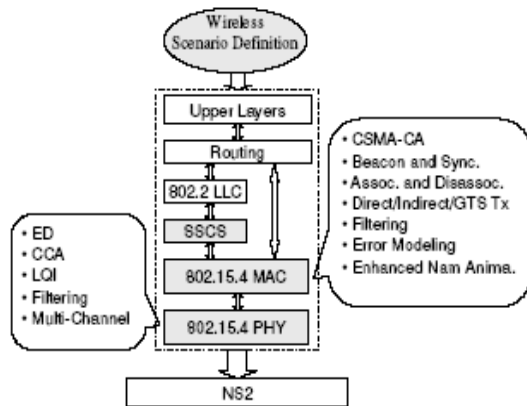 Wireless
Scenario Definition
Upper Layers
Routing
802.2 LLC
SSCS
802.15.4 MAC
802.15.4 PHY
NS2
• ED
• CCA
• LQI
• Filtering
• Multi-Channel
• CSMA-CA
• Beacon and Sync.
• Assoc. and Disassoc.
• Direct/Indirect/GTS Tx
• Filtering
• Error Modeling
• Enhanced Nam Anima.